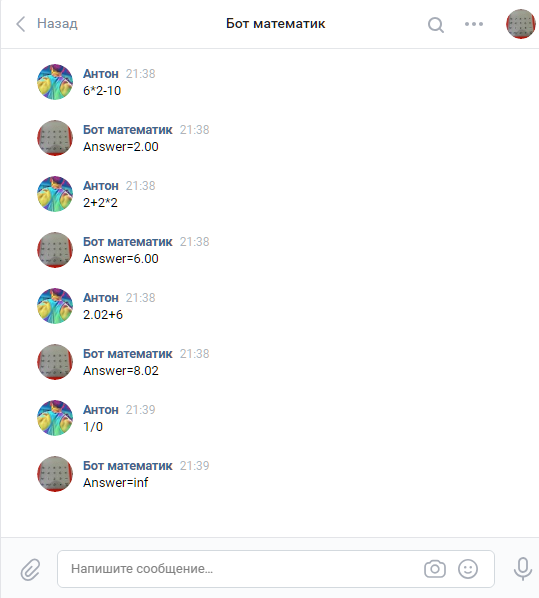 Назад
Бот математик
Антон 21:38
6*2-10
Бот математик 21:38
Answer=2.00
Антон 21:38
2+2*2
Бот математик 21:38
Answer=6.00
Антон 21:38
2.02+6
Бот математик 21:38
Answer=8.02
Антон 21:39
1/0
Бот математик 21:39
Answer=inf
Напишите сообщение...